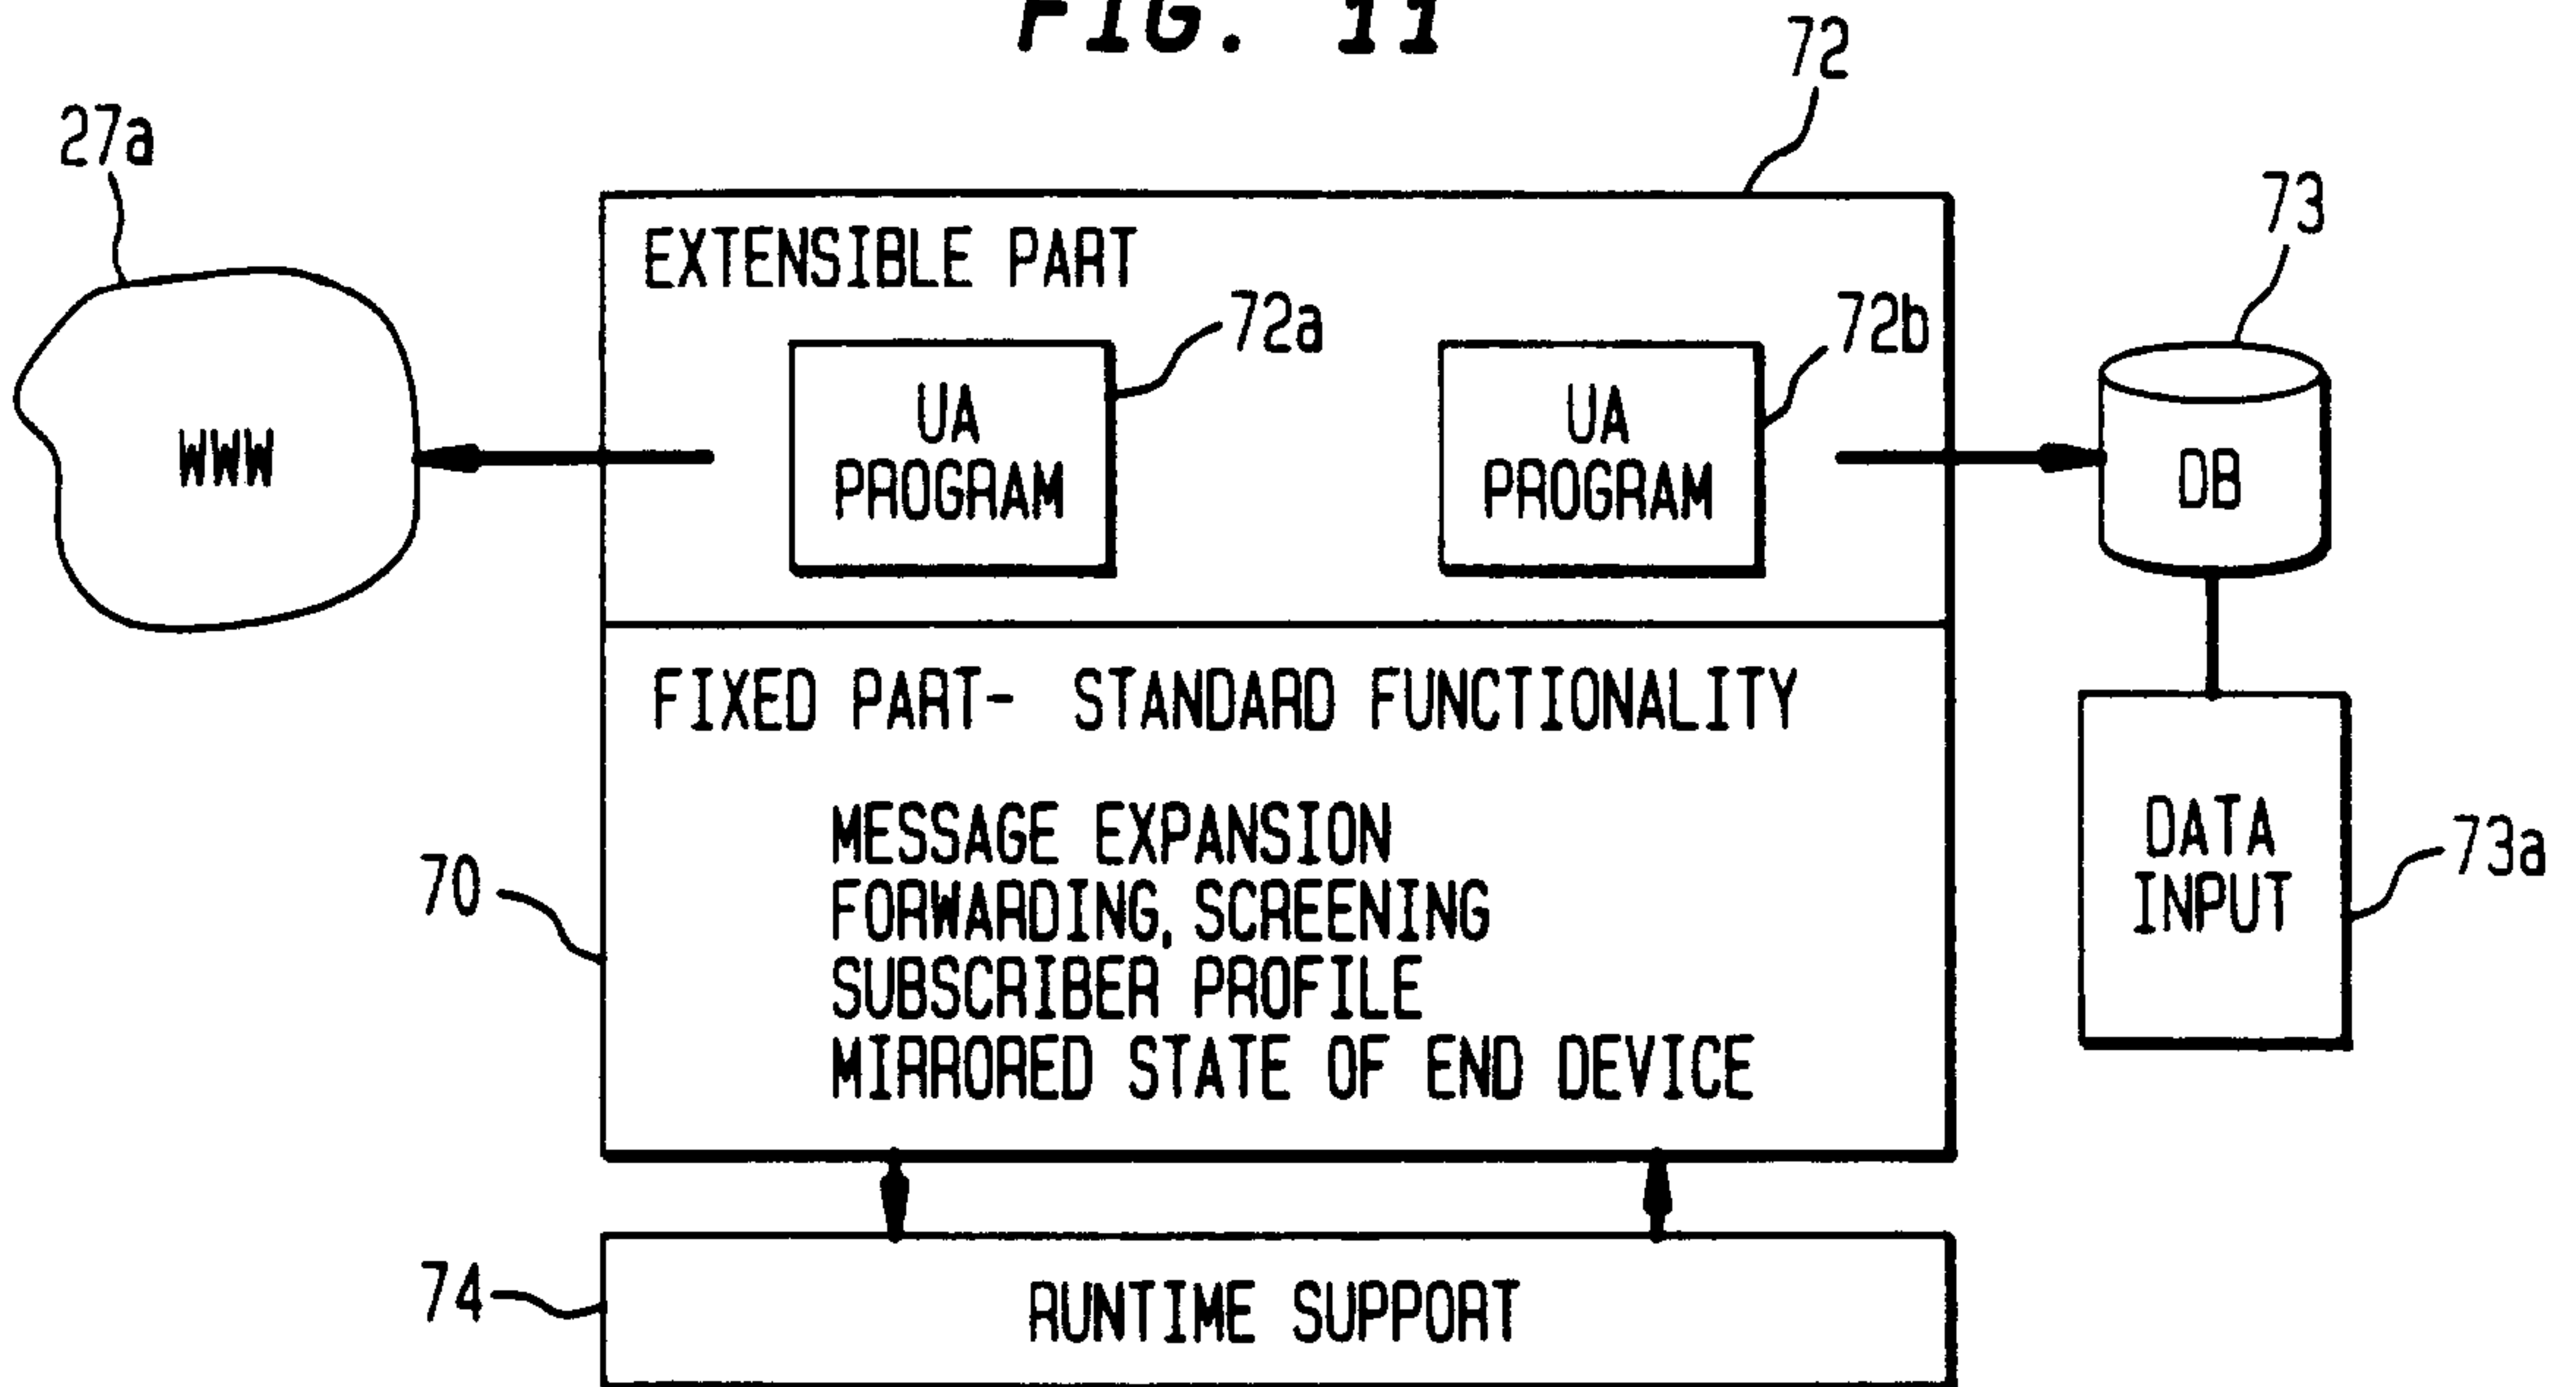 FIG. 11
72
27a
73
EXTENSIBLE PART
72a
72b
UA
PROGRAM
UA
PROGRAM
WWW
DB
FIXED PART- STANDARD FUNCTIONALITY
MESSAGE EXPANSION
FORWARDING, SCREENING
SUBSCRIBER PROFILE
MIRRORED STATE OF END DEVICE
70
DATA
INPUT
73a
74
RUNTIME SUPPORT